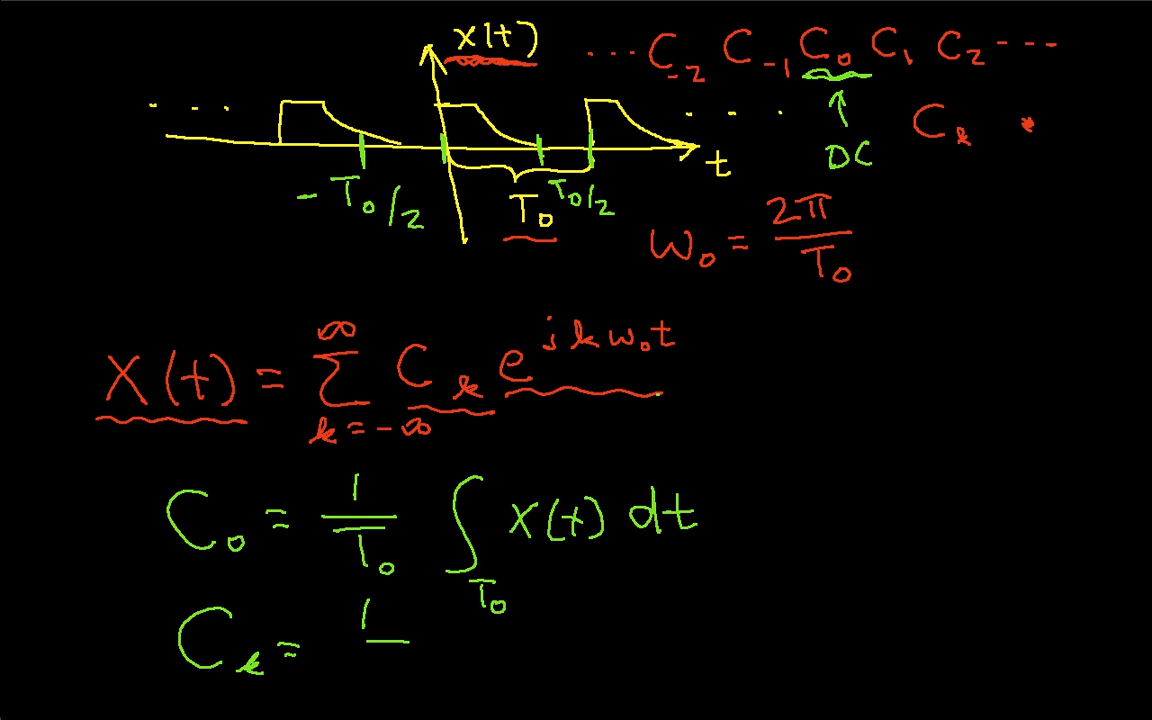 x(t)
... C₋₂ C₋₁ C₀ C₁ C₂ ...
DC
Cₖ
. . .
. . .
t
-T₀/2
T₀
T₀/2
ω₀ = 2π/T₀
x(t) = ∑_{k=-∞}^{∞} Cₖ e^{jkω₀t}
C₀ = 1/T₀ ∫_{T₀} x(t) dt
Cₖ = 1